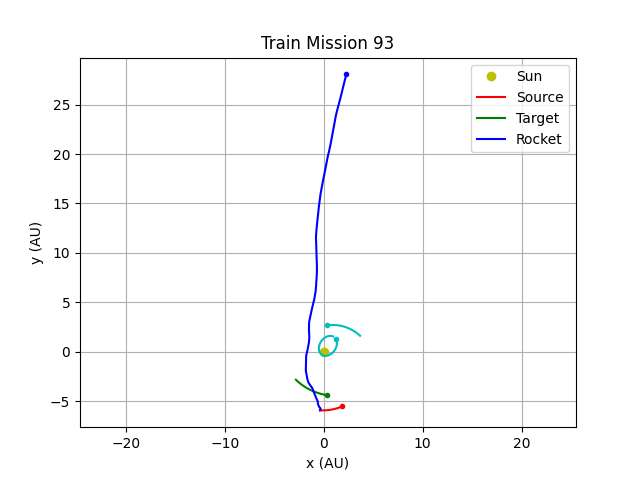 Train Mission 93
Sun
Source
Target
Rocket
25
20
15
10
5
0
−5
y (AU)
−20
−10
0
10
20
x (AU)